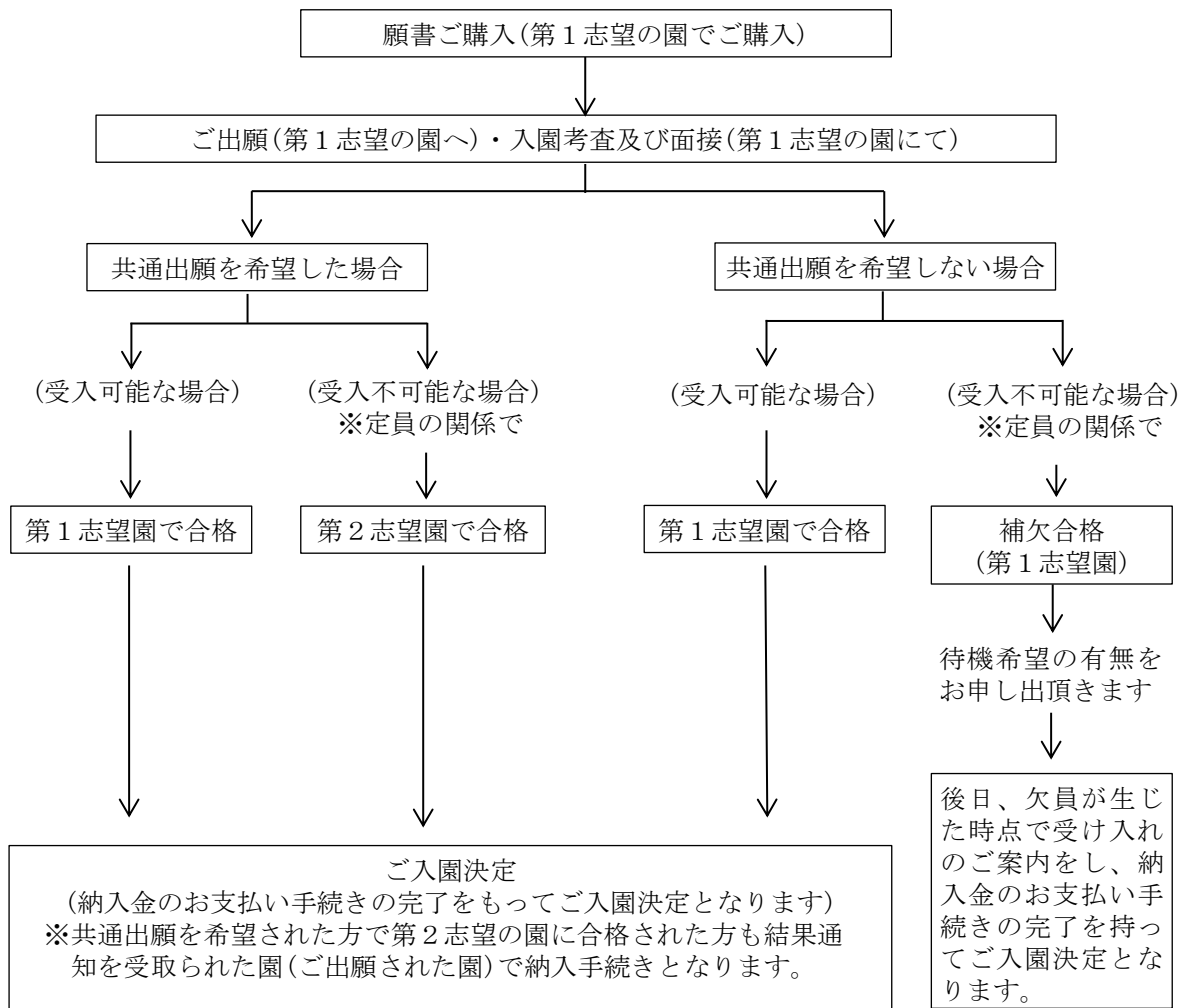 願書ご購入(第１志望の園でご購入)
ご出願(第１志望の園へ)・入園考査及び面接(第１志望の園にて)
共通出願を希望した場合
共通出願を希望しない場合
(受入可能な場合)
(受入不可能な場合)
※定員の関係で
(受入可能な場合)
(受入不可能な場合)
※定員の関係で
第１志望園で合格
第２志望園で合格
第１志望園で合格
補欠合格
(第１志望園)
待機希望の有無を
お申し出頂きます
ご入園決定
(納入金のお支払い手続きの完了をもってご入園決定となります)
※共通出願を希望された方で第２志望の園に合格された方も結果通
知を受取られた園(ご出願された園)で納入手続きとなります。
後日、欠員が生じ
た時点で受け入れ
のご案内をし、納
入金のお支払い手
続きの完了を持っ
てご入園決定とな
ります。